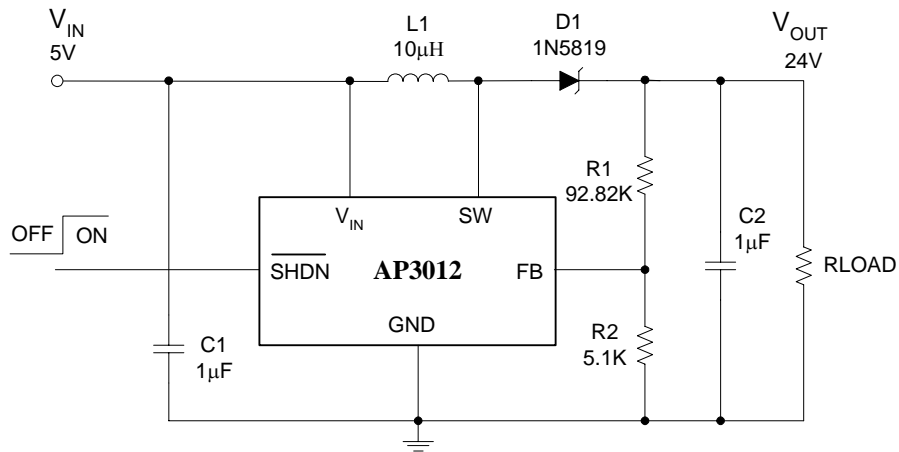 V_IN
5V
L1
10μH
D1
1N5819
V_OUT
24V
R1
92.82K
C2
1μF
RLOAD
OFF
ON
V_IN
SW
SHDN
AP3012
FB
GND
R2
5.1K
C1
1μF